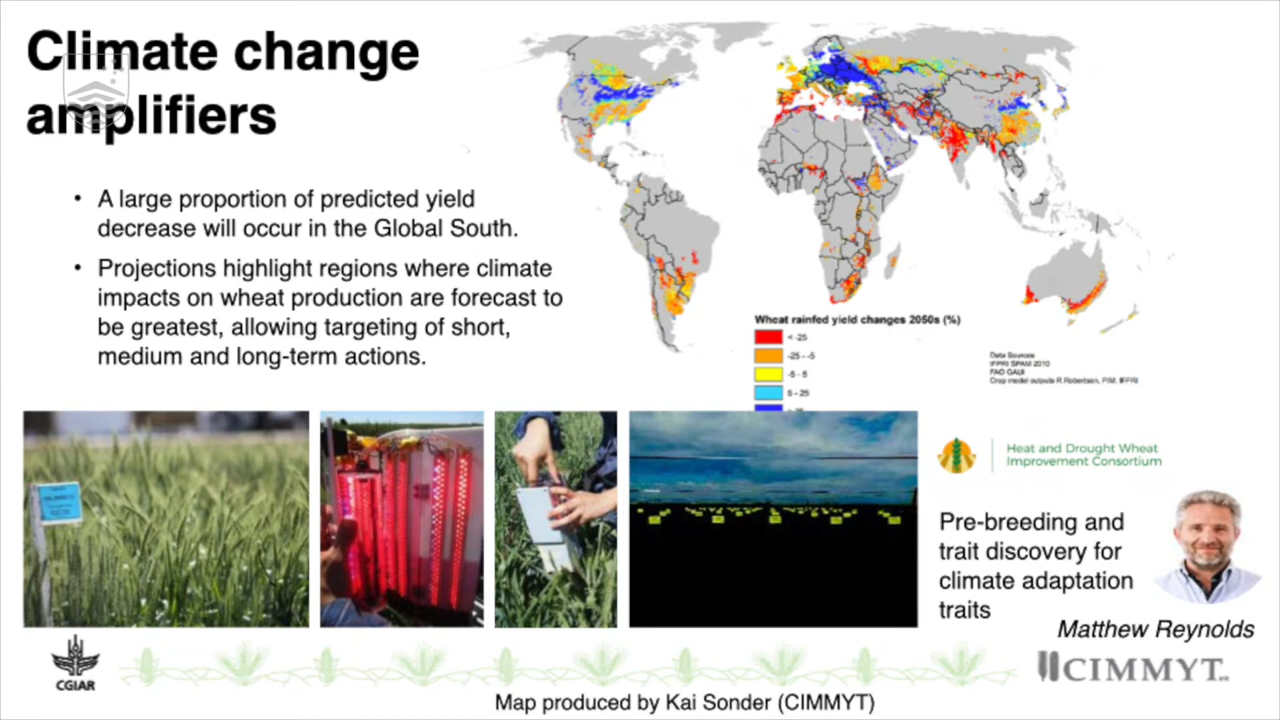 Climate change
amplifiers
• A large proportion of predicted yield
decrease will occur in the Global South.
• Projections highlight regions where climate
impacts on wheat production are forecast to
be greatest, allowing targeting of short,
medium and long-term actions.
Wheat rainfed yield changes 2050s (%)
< -25
-25 - -5
-5 - 5
5 - 25
Data Sources
IFPRI SPAM 2010
FAO GAUL
Crop model outputs R Robertson, PIM, IFPRI
Heat and Drought Wheat
Improvement Consortium
Pre-breeding and
trait discovery for
climate adaptation
traits
Matthew Reynolds
CGIAR
CIMMYT
Map produced by Kai Sonder (CIMMYT)